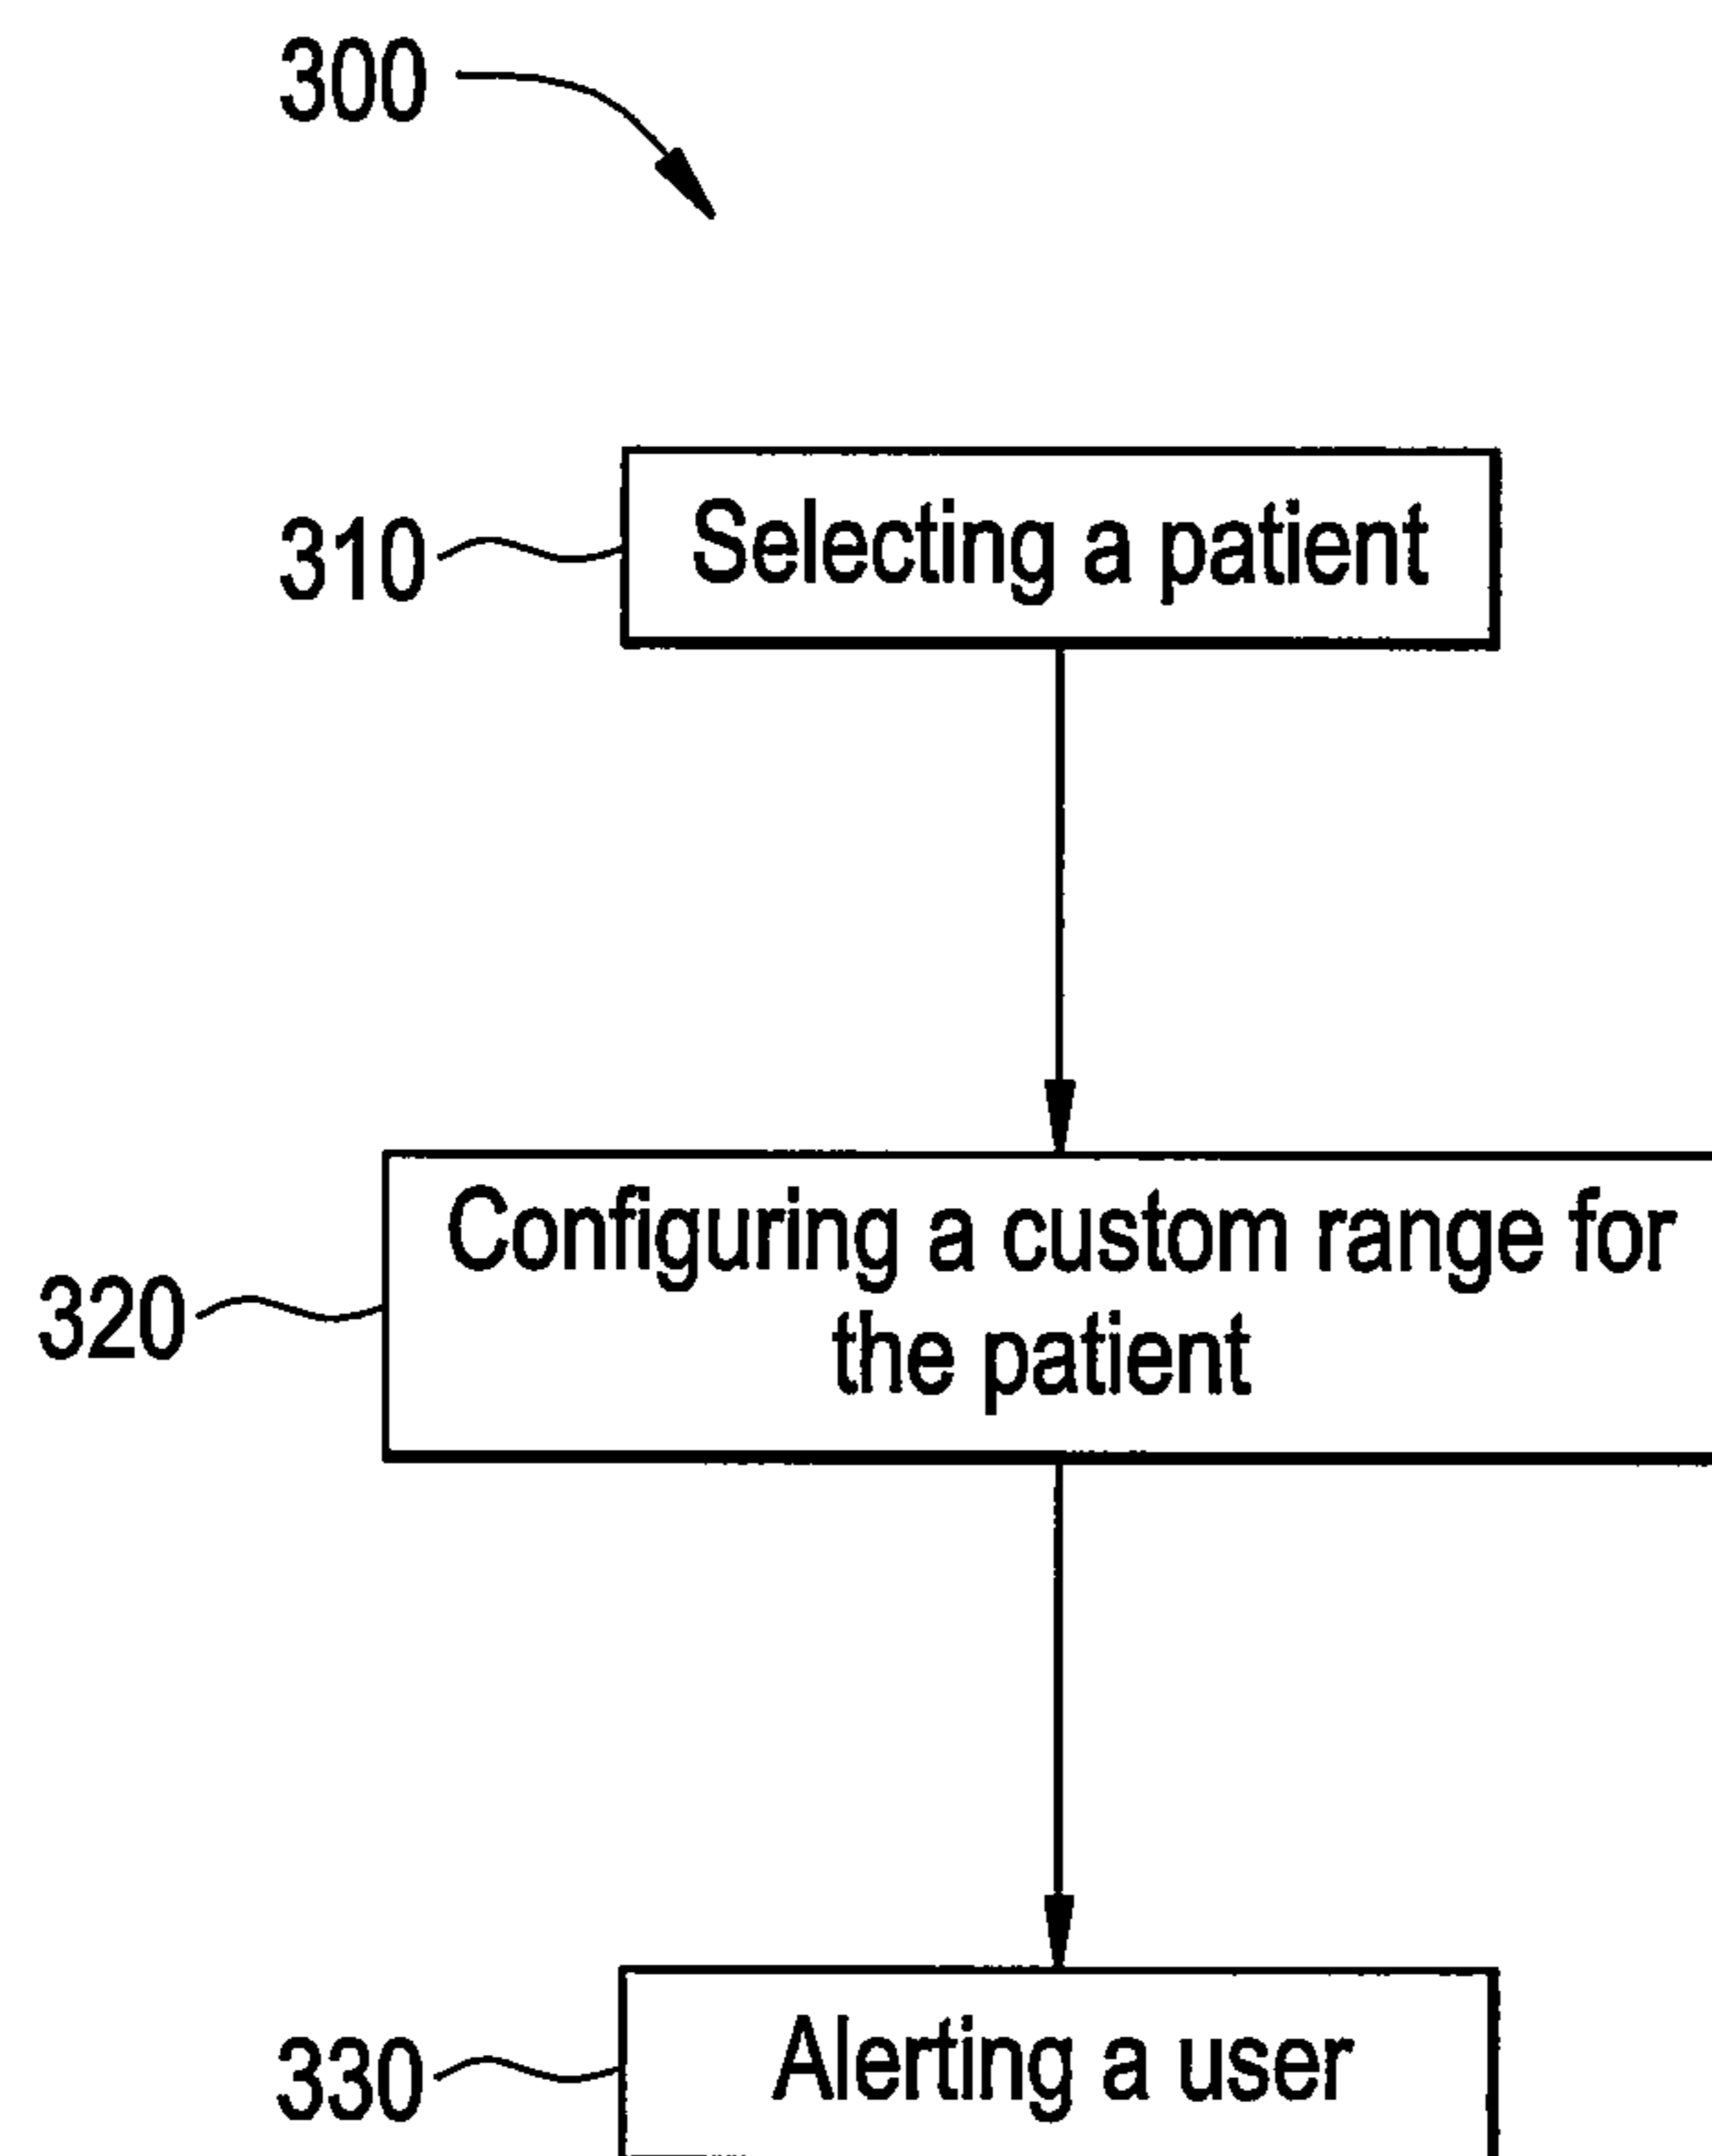 300
310
Selecting a patient
Configuring a custom range for
the patient
320
Alerting a user
330